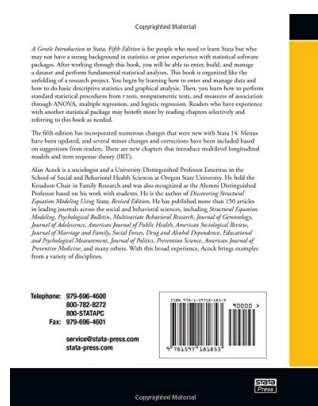 Copyrighted Material
A Gentle Introduction to Stata, Fifth Edition is for people who need to learn Stata but who
may not have a strong background in statistics or prior experience with statistical software
packages. After working through this book, you will be able to enter, build, and manage
a dataset and perform fundamental statistical analyses. This book is organized like the
unfolding of a research project. You begin by learning how to enter and manage data and
how to do basic descriptive statistics and graphical analysis. Then, you learn how to perform
standard statistical procedures from t tests, nonparametric tests, and measures of association
through ANOVA, multiple regression, and logistic regression. Readers who have experience
with another statistical package may benefit more by reading chapters selectively and
referring to this book as needed.
The fifth edition has incorporated numerous changes that were new with Stata 14. Menus
have been updated, and several minor changes and corrections have been included based
on suggestions from readers. There are new chapters that introduce multilevel longitudinal
models and item response theory (IRT).
Alan Acock is a sociologist and a University Distinguished Professor Emeritus in the
School of Social and Behavioral Health Sciences at Oregon State University. He held the
Knudson Chair in Family Research and was also recognized as the Alumni Distinguished
Professor based on his work with students. He is the author of Discovering Structural
Equation Modeling Using Stata, Revised Edition. He has published more than 150 articles
in leading journals across the social and behavioral sciences, including Structural Equation
Modeling, Psychological Bulletin, Multivariate Behavioral Research, Journal of Gerontology,
Journal of Adolescence, American Journal of Public Health, American Sociological Review,
Journal of Marriage and Family, Social Forces, Drug and Alcohol Dependence, Educational
and Psychological Measurement, Journal of Politics, Prevention Science, American Journal of
Preventive Medicine, and many others. With this broad experience, Acock brings examples
from a variety of disciplines.
Telephone: 979-696-4600
800-782-8272
800-STATAPC
Fax: 979-696-4601
service@stata-press.com
stata-press.com
ISBN 978-1-59718-185-3
90000 >
9 781597 181853
STATA
Press
Copyrighted Material